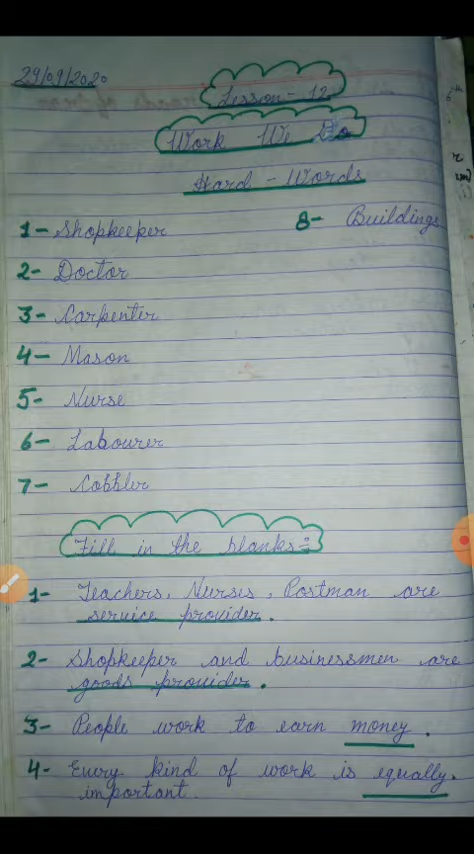 29/09/2020
Lesson - 12
Work We Do
Hard - Words
1- Shopkeeper
8- Buildings
2- Doctor
3- Carpenter
4- Mason
5- Nurse
6- Labourer
7- Cobbler
Fill in the blanks :-
1- Teachers, Nurses, Postman are
service provider.
2- Shopkeeper and businessmen are
goods provider.
3- People work to earn money.
4- Every kind of work is equally.
important.